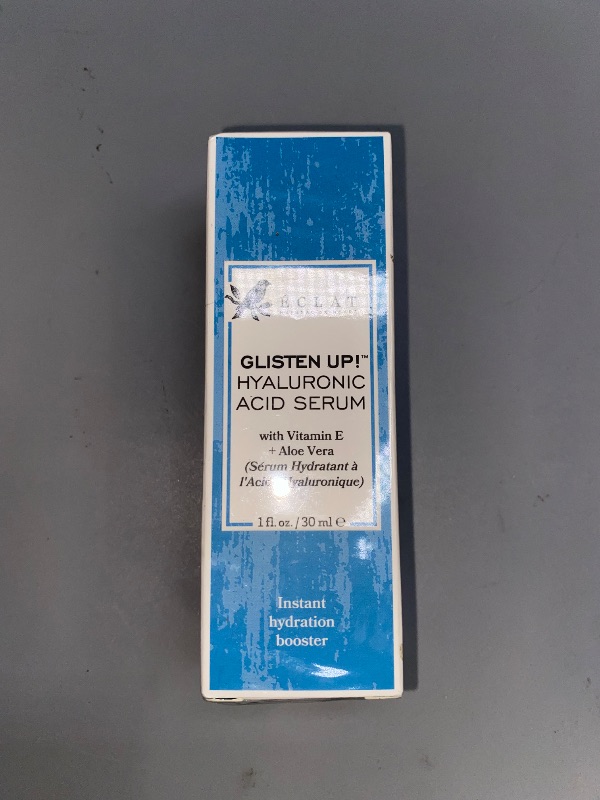 ÉCLAT
GLISTEN UP!™
HYALURONIC
ACID SERUM
with Vitamin E
+ Aloe Vera
(Sérum Hydratant à
l'Acide Hyaluronique)
1 fl. oz. / 30 ml ℮
Instant
hydration
booster